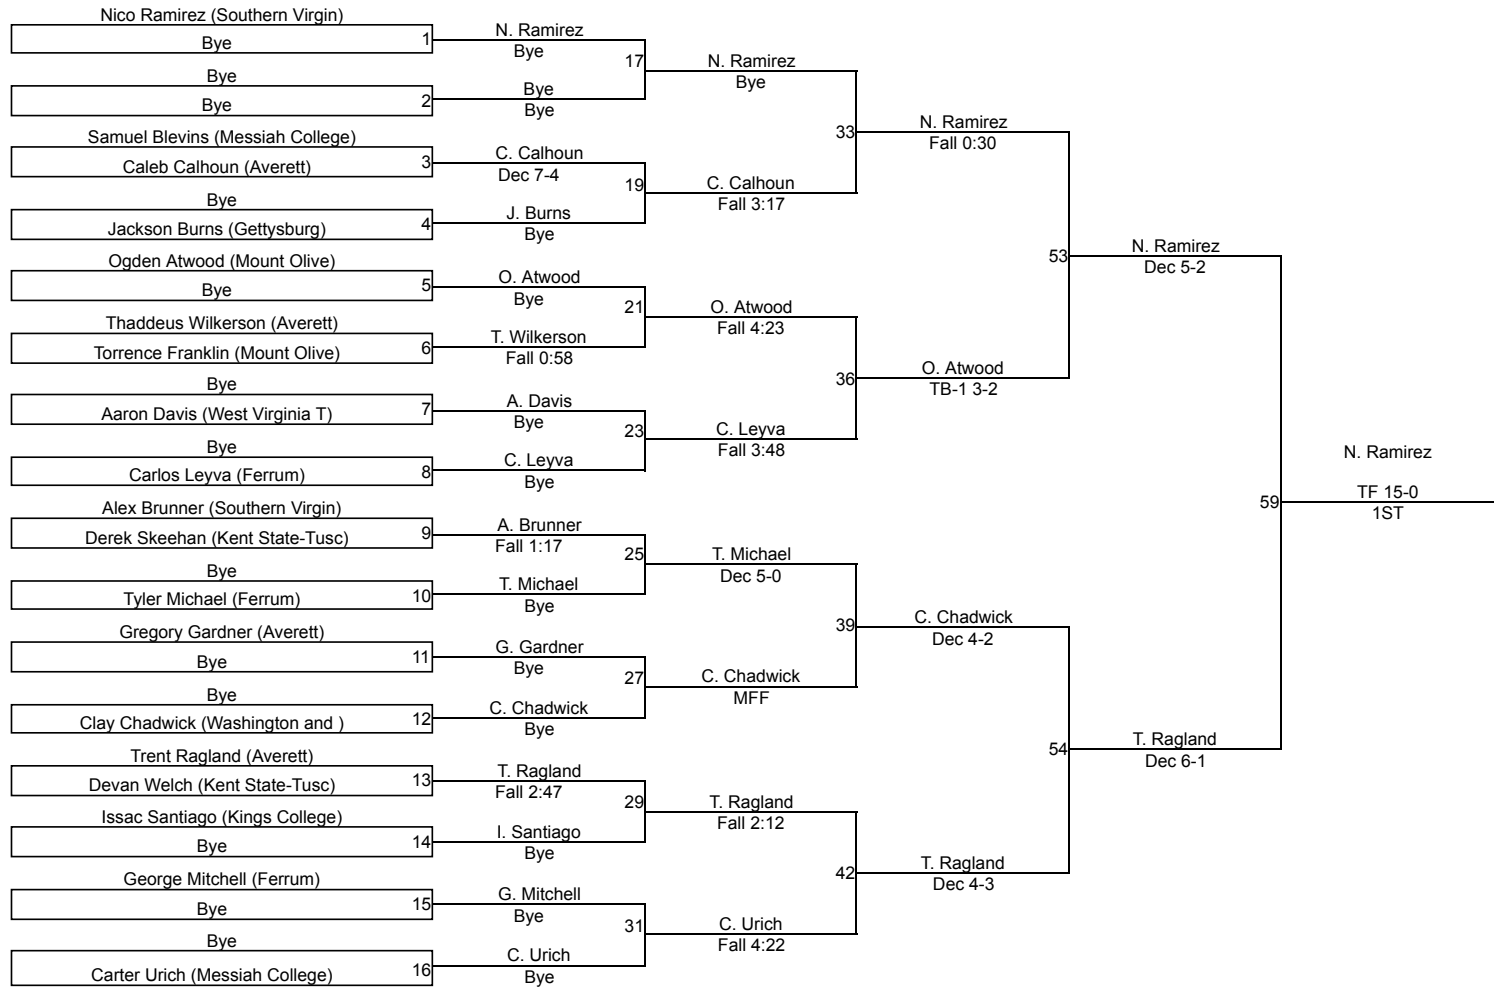 Nico Ramirez (Southern Virgin)
Bye
1
Bye
Bye
2
Samuel Blevins (Messiah College)
Caleb Calhoun (Averett)
3
Bye
Jackson Burns (Gettysburg)
4
Ogden Atwood (Mount Olive)
Bye
5
Thaddeus Wilkerson (Averett)
Torrence Franklin (Mount Olive)
6
Bye
Aaron Davis (West Virginia T)
7
Bye
Carlos Leyva (Ferrum)
8
Alex Brunner (Southern Virgin)
Derek Skeehan (Kent State-Tusc)
9
Bye
Tyler Michael (Ferrum)
10
Gregory Gardner (Averett)
Bye
11
Bye
Clay Chadwick (Washington and )
12
Trent Ragland (Averett)
Devan Welch (Kent State-Tusc)
13
Issac Santiago (Kings College)
Bye
14
George Mitchell (Ferrum)
Bye
15
Bye
Carter Urich (Messiah College)
16
N. Ramirez
Bye
17
Bye
Bye
C. Calhoun
Dec 7-4
19
J. Burns
Bye
O. Atwood
Bye
21
T. Wilkerson
Fall 0:58
A. Davis
Bye
23
C. Leyva
Bye
A. Brunner
Fall 1:17
25
T. Michael
Bye
G. Gardner
Bye
27
C. Chadwick
Bye
T. Ragland
Fall 2:47
29
I. Santiago
Bye
G. Mitchell
Bye
31
C. Urich
Bye
N. Ramirez
Bye
33
C. Calhoun
Fall 3:17
O. Atwood
Fall 4:23
36
C. Leyva
Fall 3:48
T. Michael
Dec 5-0
39
C. Chadwick
MFF
T. Ragland
Fall 2:12
42
C. Urich
Fall 4:22
N. Ramirez
Fall 0:30
53
O. Atwood
TB-1 3-2
C. Chadwick
Dec 4-2
54
T. Ragland
Dec 4-3
N. Ramirez
Dec 5-2
59
T. Ragland
Dec 6-1
N. Ramirez
TF 15-0
1ST